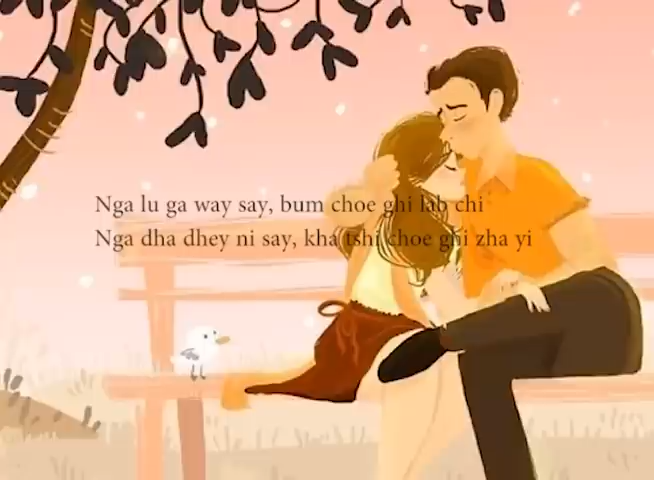 Nga lu ga way say, bum choe ghi lab chi
Nga dha dhey ni say, kha tshi choe ghi zha yi